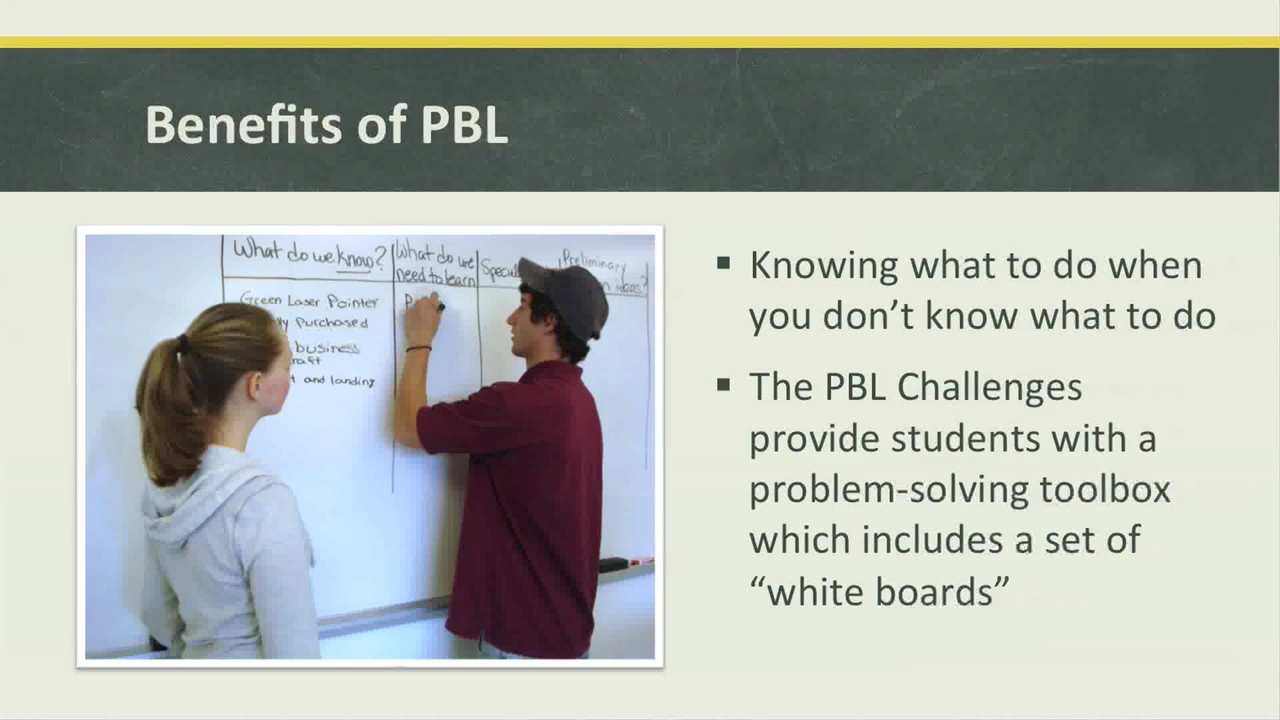 Benefits of PBL
What do we know?
What do we
need to learn
Preliminary
ideas?
Green Laser Pointer
Purchased
business
and landing
▪ Knowing what to do when
you don’t know what to do
▪ The PBL Challenges
provide students with a
problem-solving toolbox
which includes a set of
“white boards”